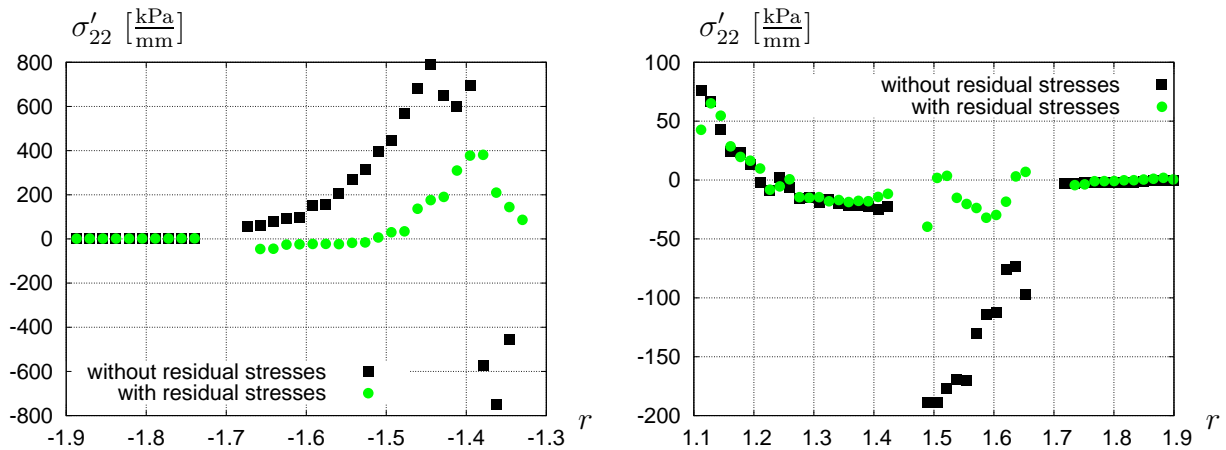 σ′22 [kPa/mm]
800
600
400
200
0
-200
-400
-600
-800
without residual stresses
with residual stresses
-1.9 -1.8 -1.7 -1.6 -1.5 -1.4 -1.3
r
σ′22 [kPa/mm]
100
50
0
-50
-100
-150
-200
without residual stresses
with residual stresses
1.1 1.2 1.3 1.4 1.5 1.6 1.7 1.8 1.9
r